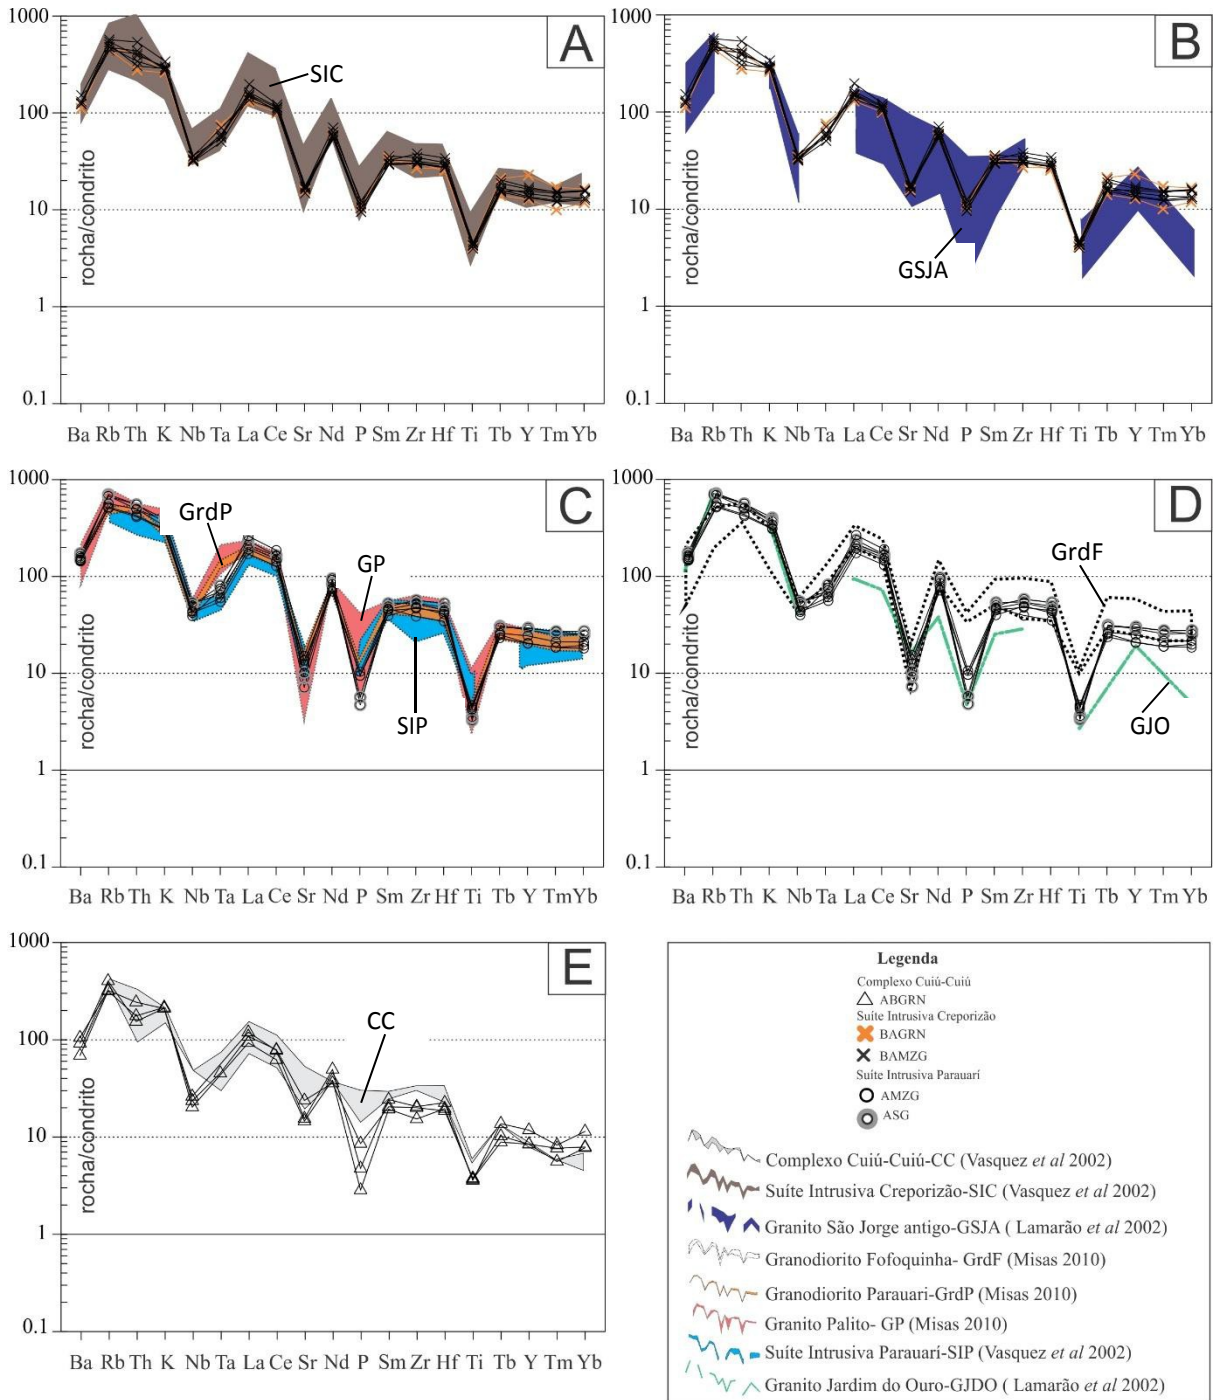 1000
100
10
1
0.1
rocha/condrito
A
SIC
Ba Rb Th K Nb Ta La Ce Sr Nd P Sm Zr Hf Ti Tb Y Tm Yb
1000
100
10
1
0.1
rocha/condrito
B
GSJA
Ba Rb Th K Nb Ta La Ce Sr Nd P Sm Zr Hf Ti Tb Y Tm Yb
1000
100
10
1
0.1
rocha/condrito
C
GrdP
GP
SIP
Ba Rb Th K Nb Ta La Ce Sr Nd P Sm Zr Hf Ti Tb Y Tm Yb
1000
100
10
1
0.1
rocha/condrito
D
GrdF
GJO
Ba Rb Th K Nb Ta La Ce Sr Nd P Sm Zr Hf Ti Tb Y Tm Yb
1000
100
10
1
0.1
rocha/condrito
E
CC
Ba Rb Th K Nb Ta La Ce Sr Nd P Sm Zr Hf Ti Tb Y Tm Yb
Legenda
Complexo Cuiú-Cuiú
ABGRN
Suíte Intrusiva Creporizão
BAGRN
BAMZG
Suíte Intrusiva Parauarí
AMZG
ASG
Complexo Cuiú-Cuiú-CC (Vasquez et al 2002)
Suíte Intrusiva Creporizão-SIC (Vasquez et al 2002)
Granito São Jorge antigo-GSJA ( Lamarão et al 2002)
Granodiorito Fofoquinha- GrdF (Misas 2010)
Granodiorito Parauari-GrdP (Misas 2010)
Granito Palito- GP (Misas 2010)
Suíte Intrusiva Parauarí-SIP (Vasquez et al 2002)
Granito Jardim do Ouro-GJDO ( Lamarão et al 2002)